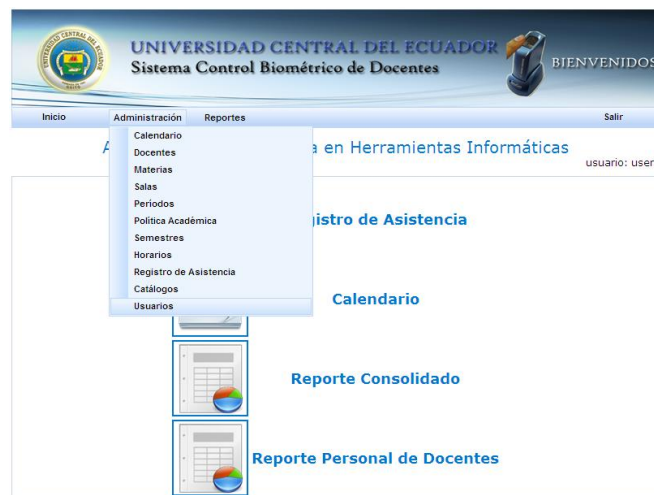 UNIVERSIDAD CENTRAL DEL ECUADOR
Sistema Control Biométrico de Docentes
BIENVENIDOS
Inicio Administración Reportes Salir
A
a en Herramientas Informáticas
usuario: user
Calendario
Docentes
Materias
Salas
Períodos
Política Académica
Semestres
Horarios
Registro de Asistencia
Catálogos
Usuarios
gistro de Asistencia
Calendario
Reporte Consolidado
Reporte Personal de Docentes